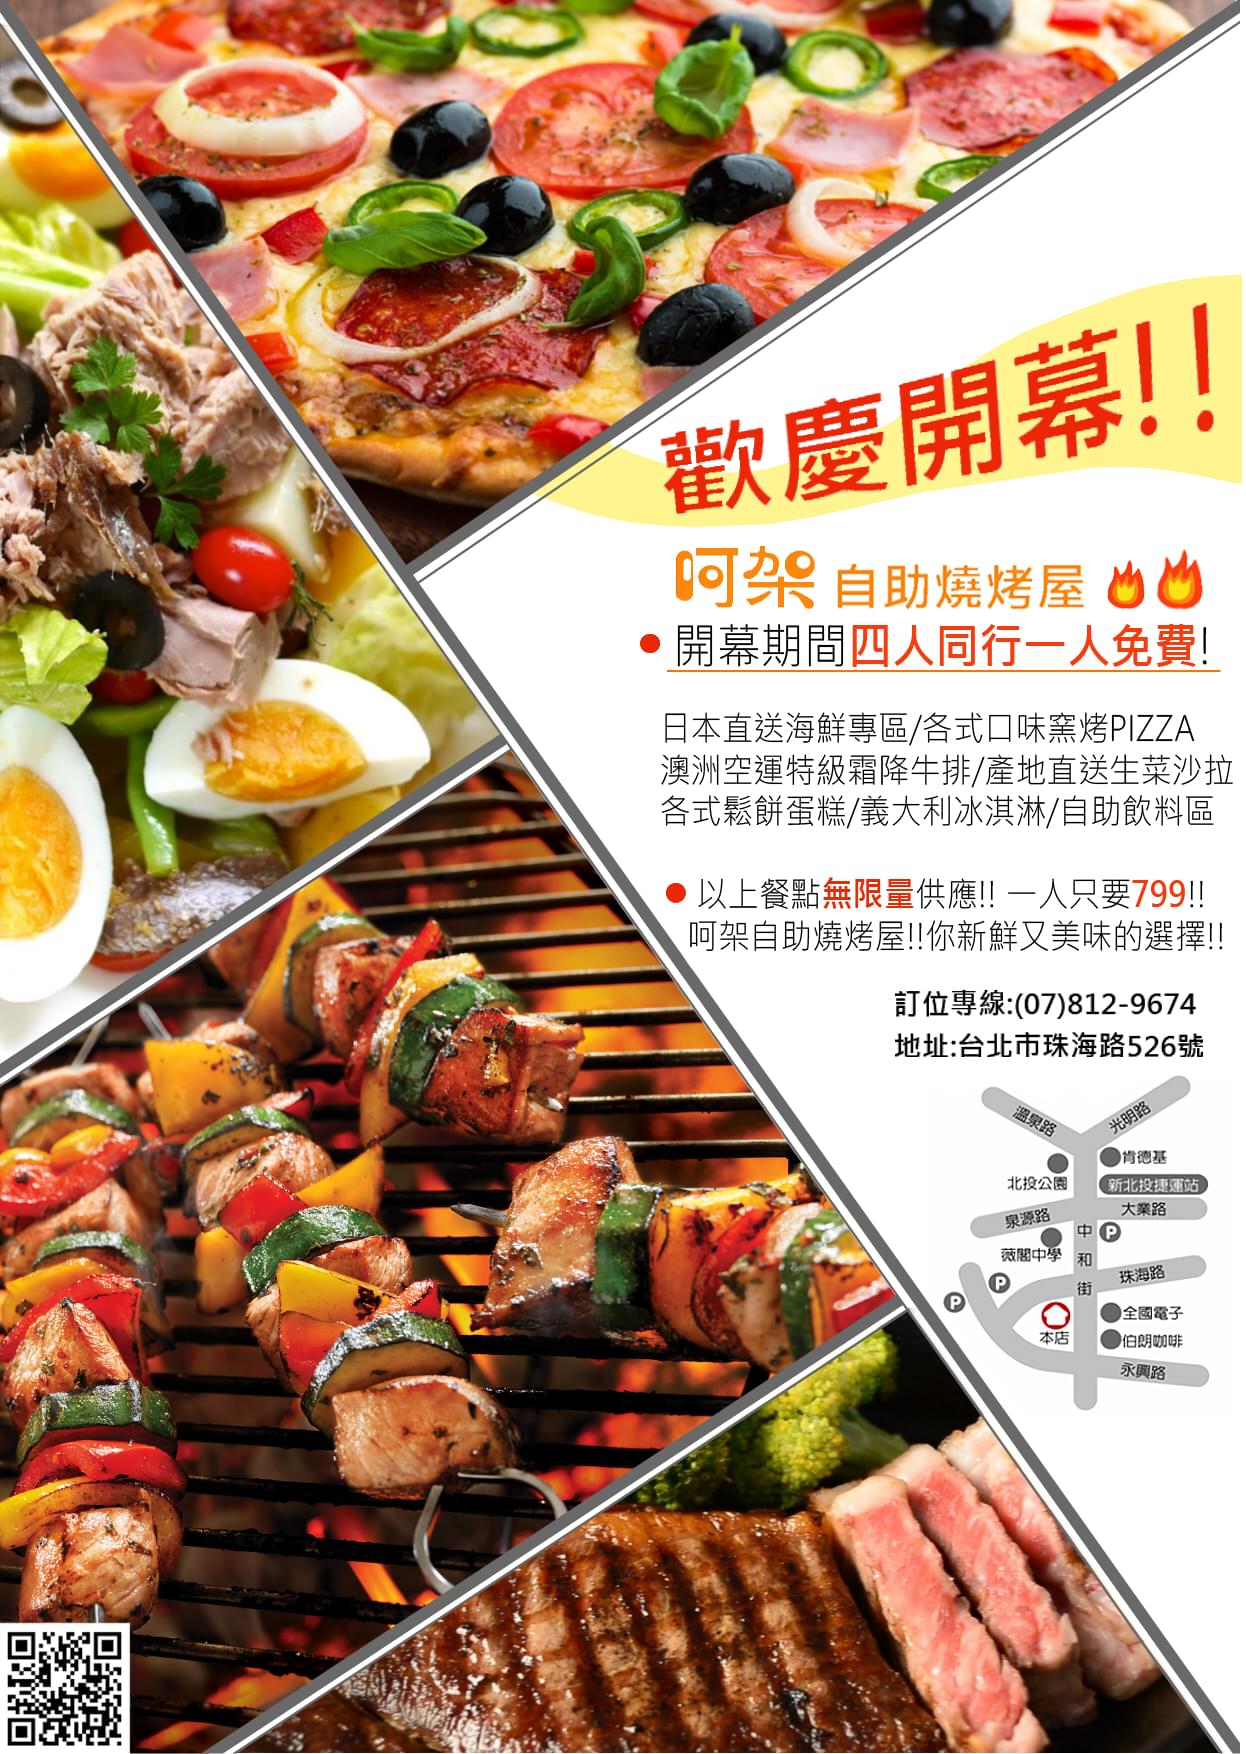 歡慶開幕!!
呵架 自助燒烤屋
開幕期間四人同行一人免費!
日本直送海鮮專區/各式口味窯烤PIZZA
澳洲空運特級霜降牛排/產地直送生菜沙拉
各式鬆餅蛋糕/義大利冰淇淋/自助飲料區
以上餐點無限量供應!! 一人只要799!!
呵架自助燒烤屋!!你新鮮又美味的選擇!!
訂位專線:(07)812-9674
地址:台北市珠海路526號
溫泉路
光明路
肯德基
北投公園
新北投捷運站
大業路
泉源路
P
薇閣中學
中和街
珠海路
P
P
本店
全國電子
伯朗咖啡
永興路